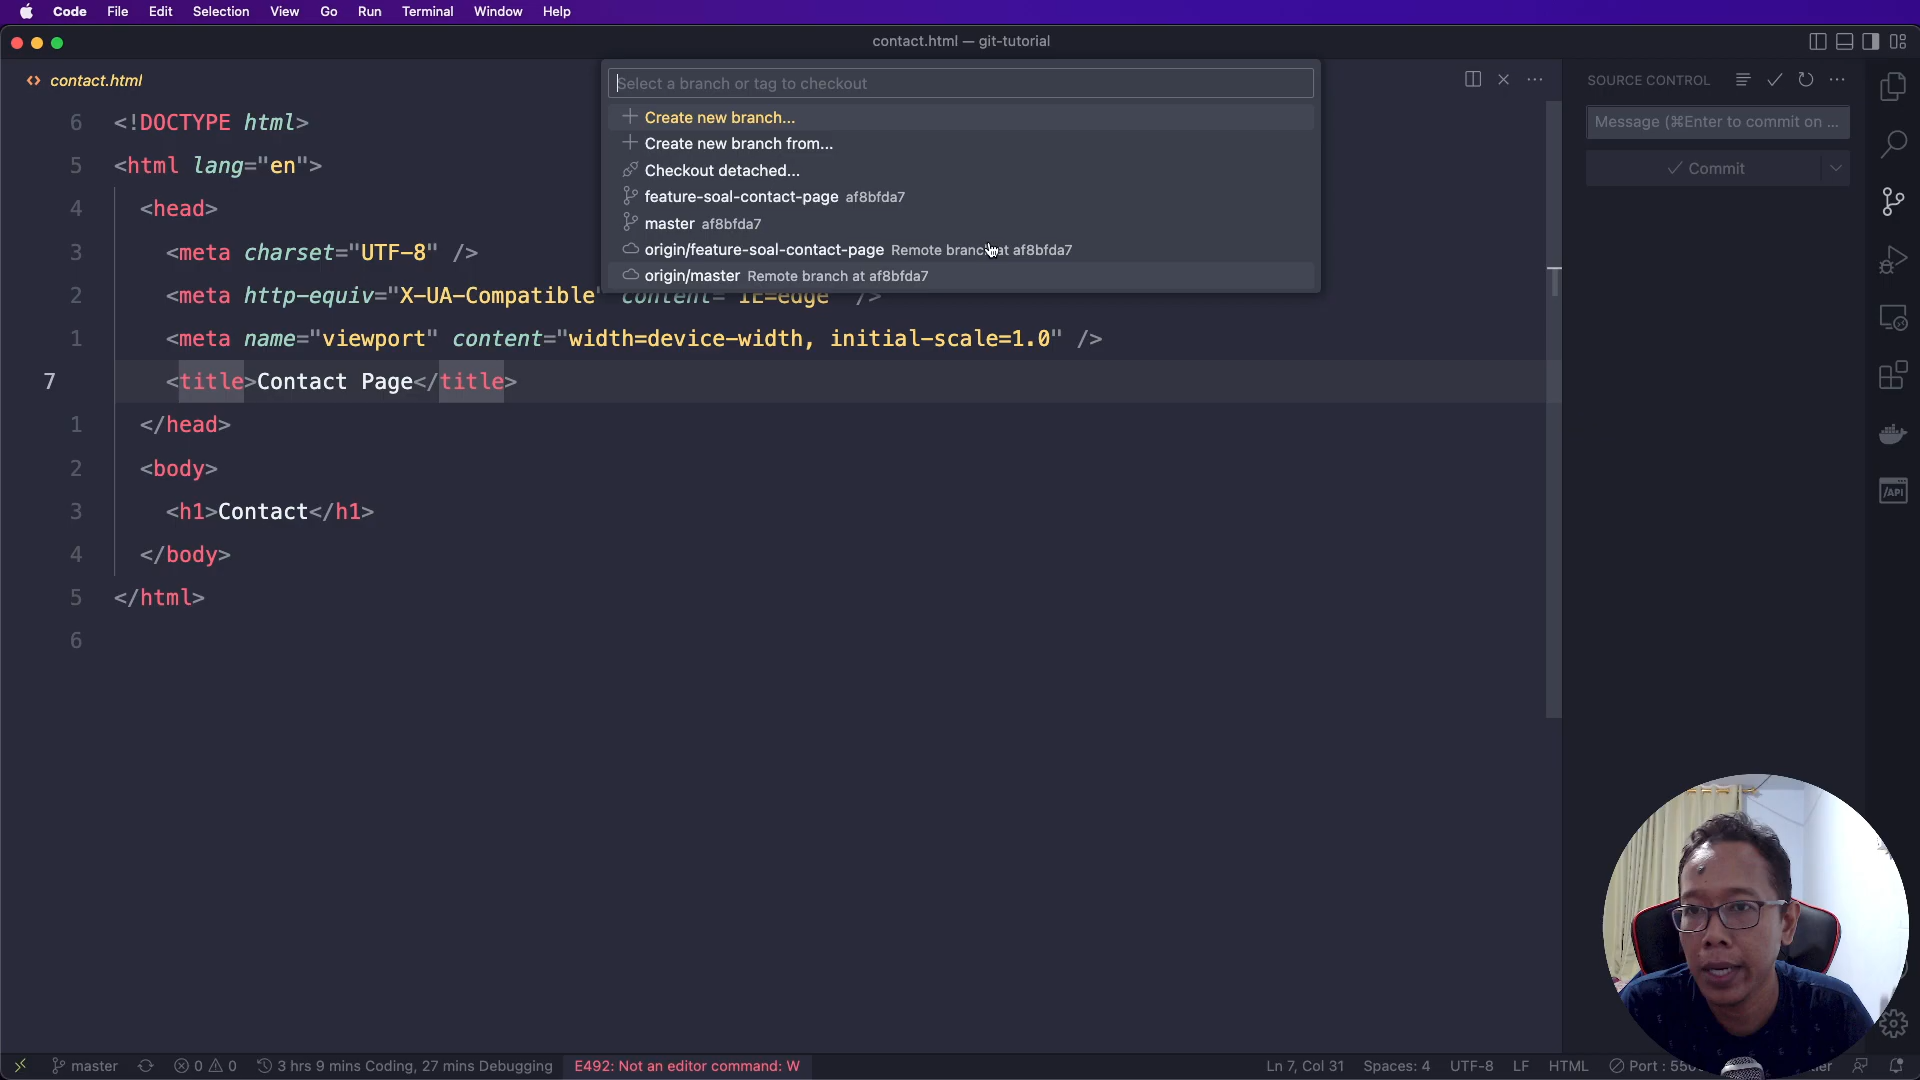 Code File Edit Selection View Go Run Terminal Window Help
contact.html — git-tutorial
contact.html
Select a branch or tag to checkout
Create new branch...
Create new branch from...
Checkout detached...
feature-soal-contact-page af8bfda7
master af8bfda7
origin/feature-soal-contact-page Remote branch at af8bfda7
origin/master Remote branch at af8bfda7
SOURCE CONTROL
Message (⌘Enter to commit on ...
Commit
6 <!DOCTYPE html>
5 <html lang="en">
4 <head>
3 <meta charset="UTF-8" />
2 <meta http-equiv="X-UA-Compatible" content="IE=edge" />
1 <meta name="viewport" content="width=device-width, initial-scale=1.0" />
7 <title>Contact Page</title>
1 </head>
2 <body>
3 <h1>Contact</h1>
4 </body>
5 </html>
6
/API
master 0 0 3 hrs 9 mins Coding, 27 mins Debugging E492: Not an editor command: W Ln 7, Col 31 Spaces: 4 UTF-8 LF HTML Port :